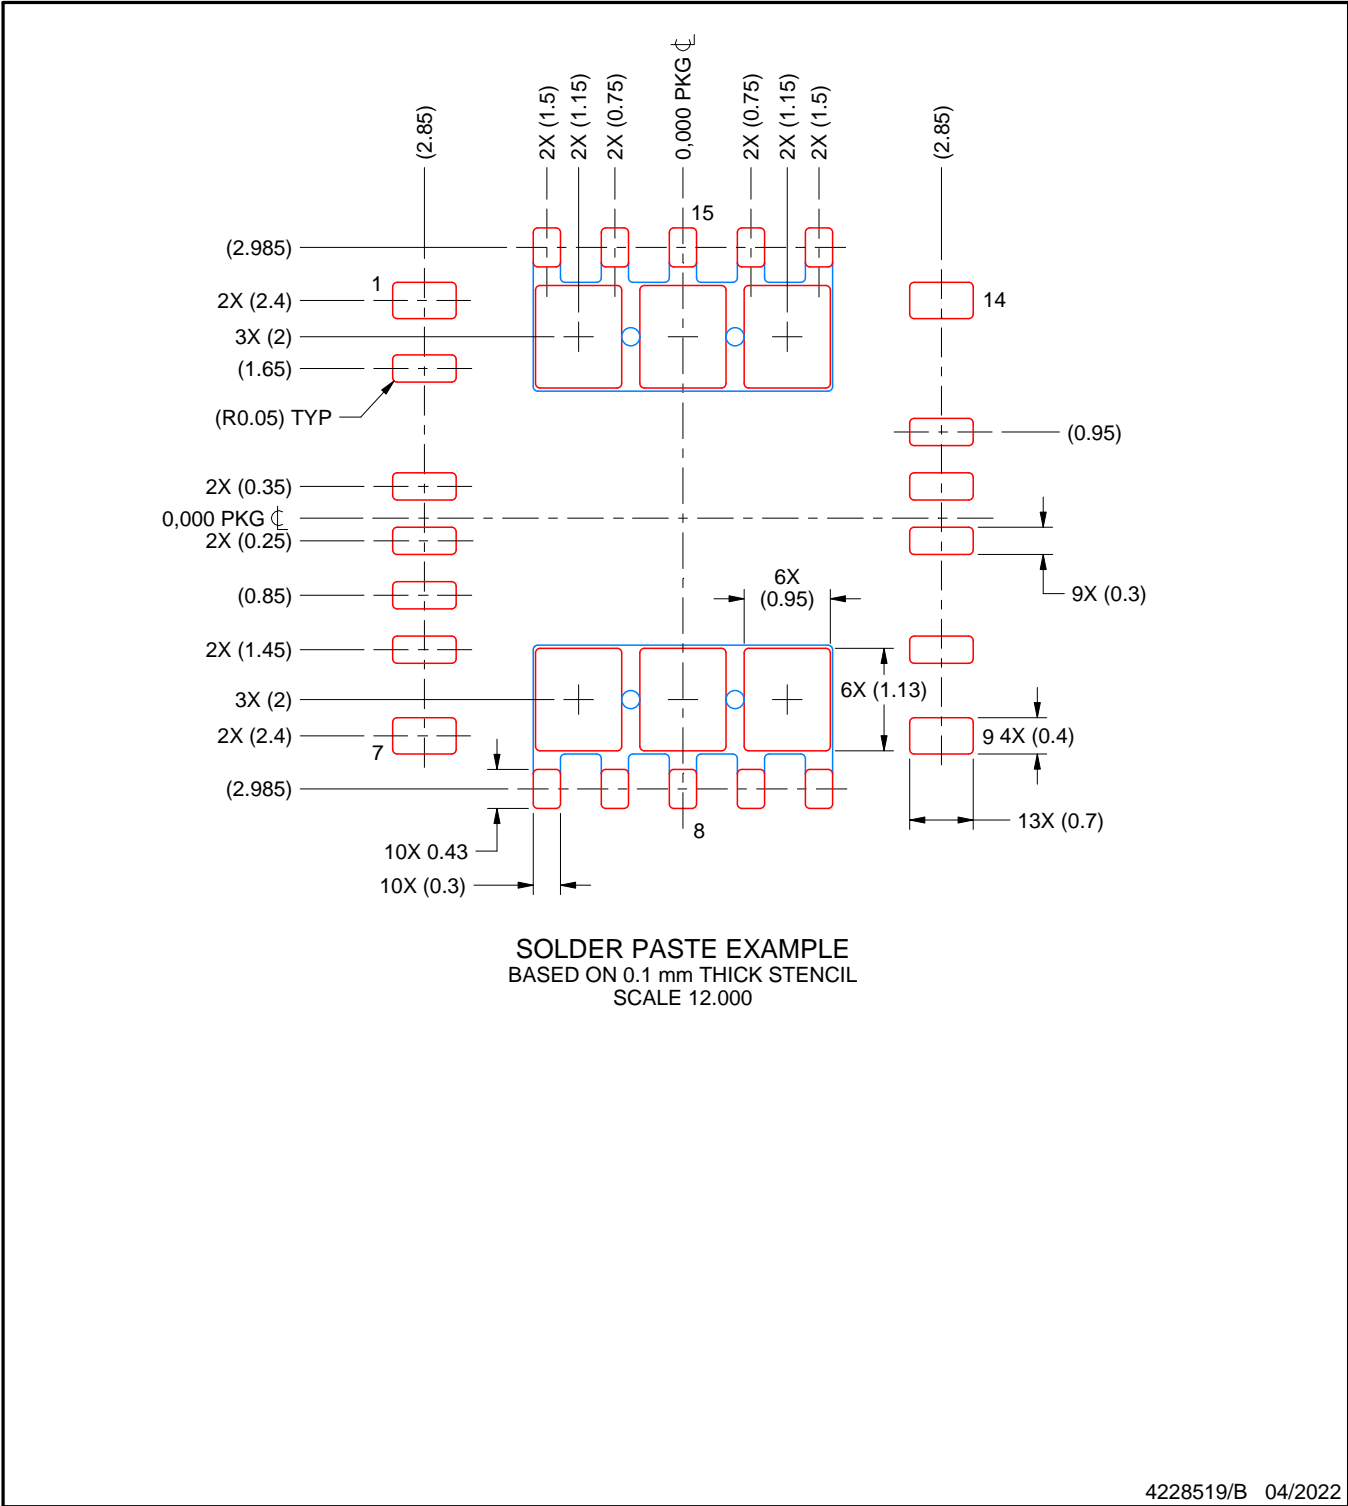 (2.85)
2X (1.5)
2X (1.15)
2X (0.75)
0,000 PKG ℄
2X (0.75)
2X (1.15)
2X (1.5)
(2.85)
15
(2.985)
1
2X (2.4)
14
3X (2)
(1.65)
(R0.05) TYP
(0.95)
2X (0.35)
0,000 PKG ℄
2X (0.25)
6X
(0.95)
(0.85)
9X (0.3)
2X (1.45)
6X (1.13)
3X (2)
2X (2.4)
7
9 4X (0.4)
(2.985)
13X (0.7)
8
10X 0.43
10X (0.3)
SOLDER PASTE EXAMPLE
BASED ON 0.1 mm THICK STENCIL
SCALE 12.000
4228519/B 04/2022